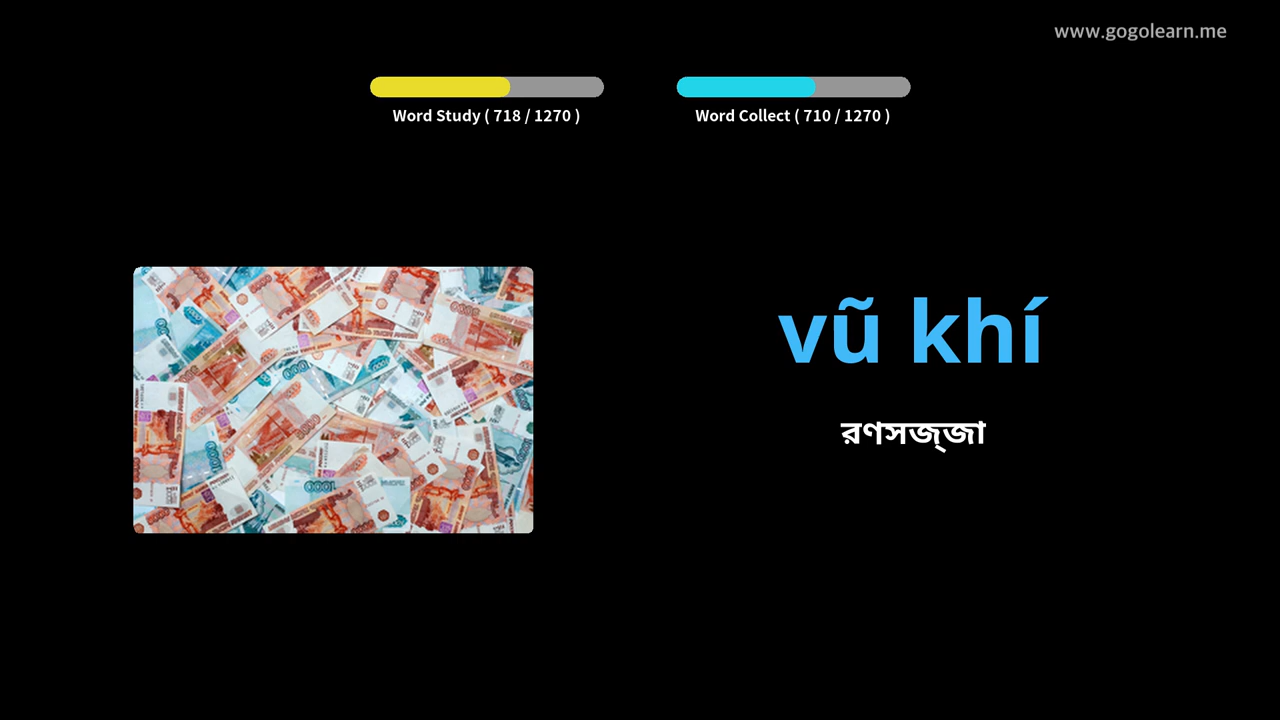 www.gogolearn.me
Word Study ( 718 / 1270 )
Word Collect ( 710 / 1270 )
vũ khí
রণসজ্‌জা